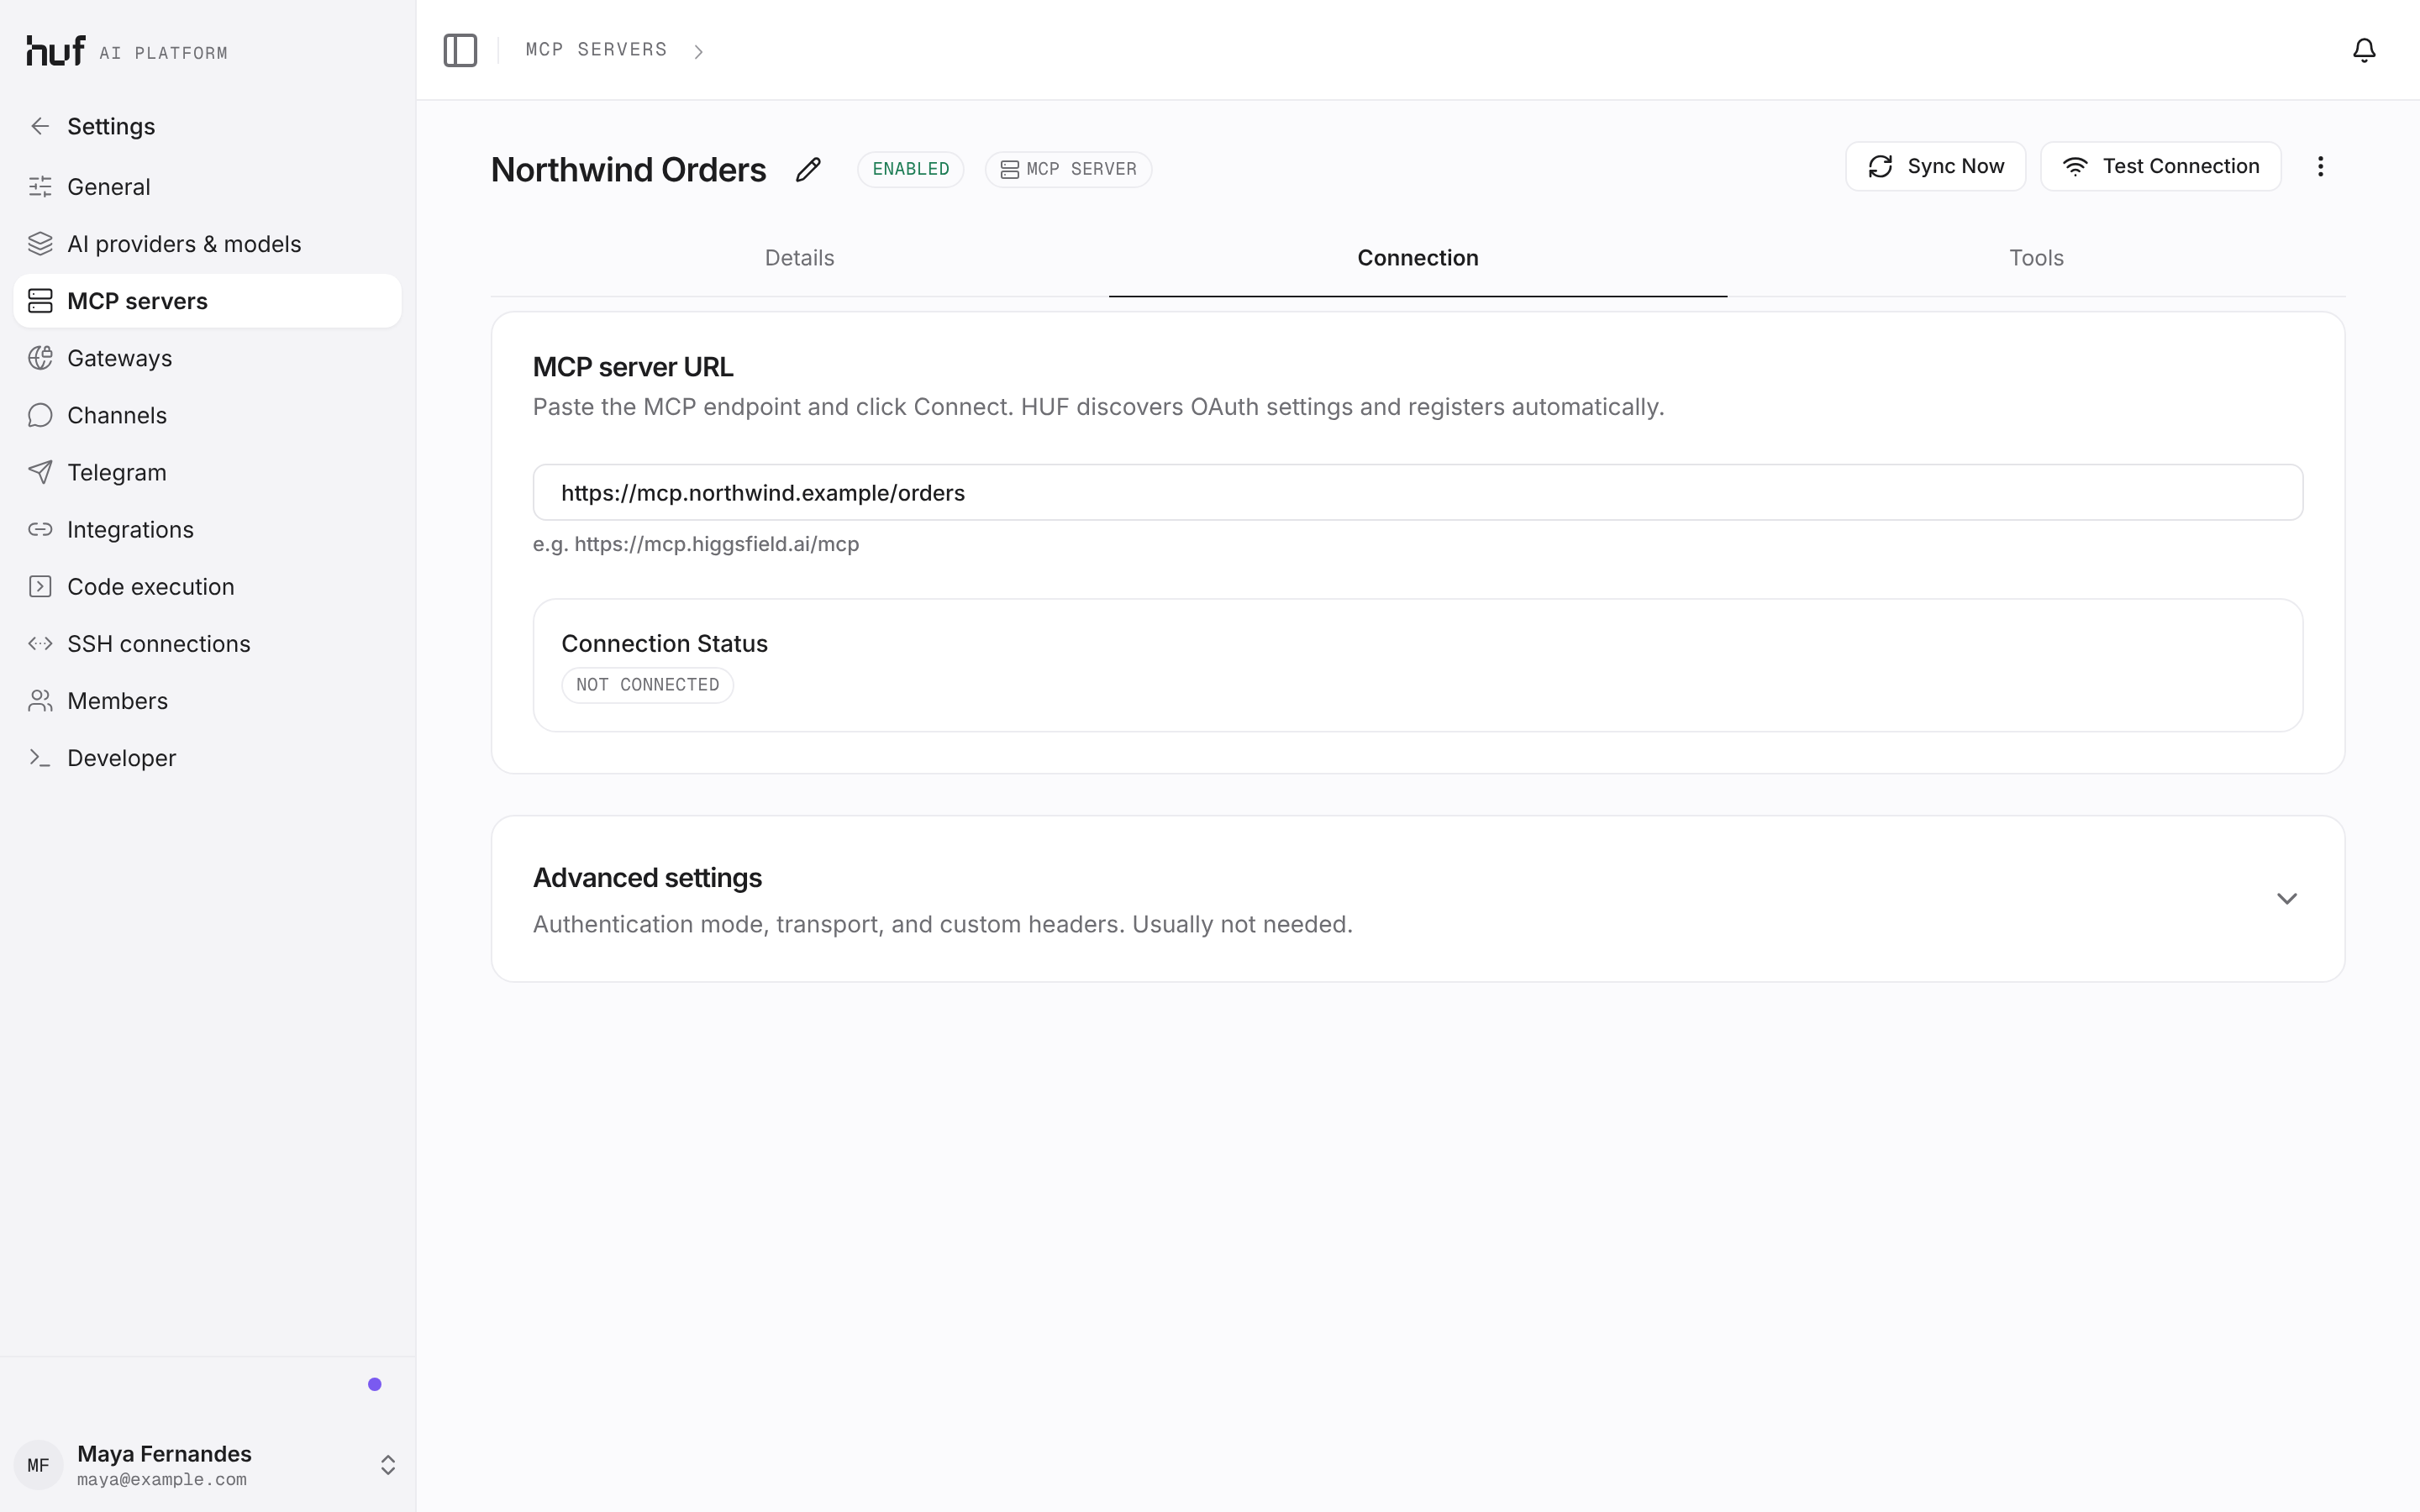 huf AI PLATFORM
Settings
General
AI providers & models
MCP servers
Gateways
Channels
Telegram
Integrations
Code execution
SSH connections
Members
Developer
MF
Maya Fernandes
maya@example.com
MCP SERVERS
Northwind Orders
ENABLED
MCP SERVER
Sync Now
Test Connection
Details
Connection
Tools
MCP server URL
Paste the MCP endpoint and click Connect. HUF discovers OAuth settings and registers automatically.
https://mcp.northwind.example/orders
e.g. https://mcp.higgsfield.ai/mcp
Connection Status
NOT CONNECTED
Advanced settings
Authentication mode, transport, and custom headers. Usually not needed.